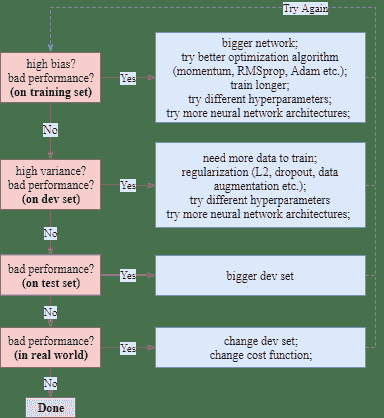 Try Again
high bias?
bad performance?
(on training set)
Yes
bigger network;
try better optimization algorithm
(momentum, RMSprop, Adam etc.);
train longer;
try different hyperparameters;
try more neural network architectures;
No
high variance?
bad performance?
(on dev set)
Yes
need more data to train;
regularization (L2, dropout, data
augmentation etc.);
try different hyperparameters
try more neural network architectures;
No
bad performance?
(on test set)
Yes
bigger dev set
No
bad performance?
(in real world)
Yes
change dev set;
change cost function;
No
Done